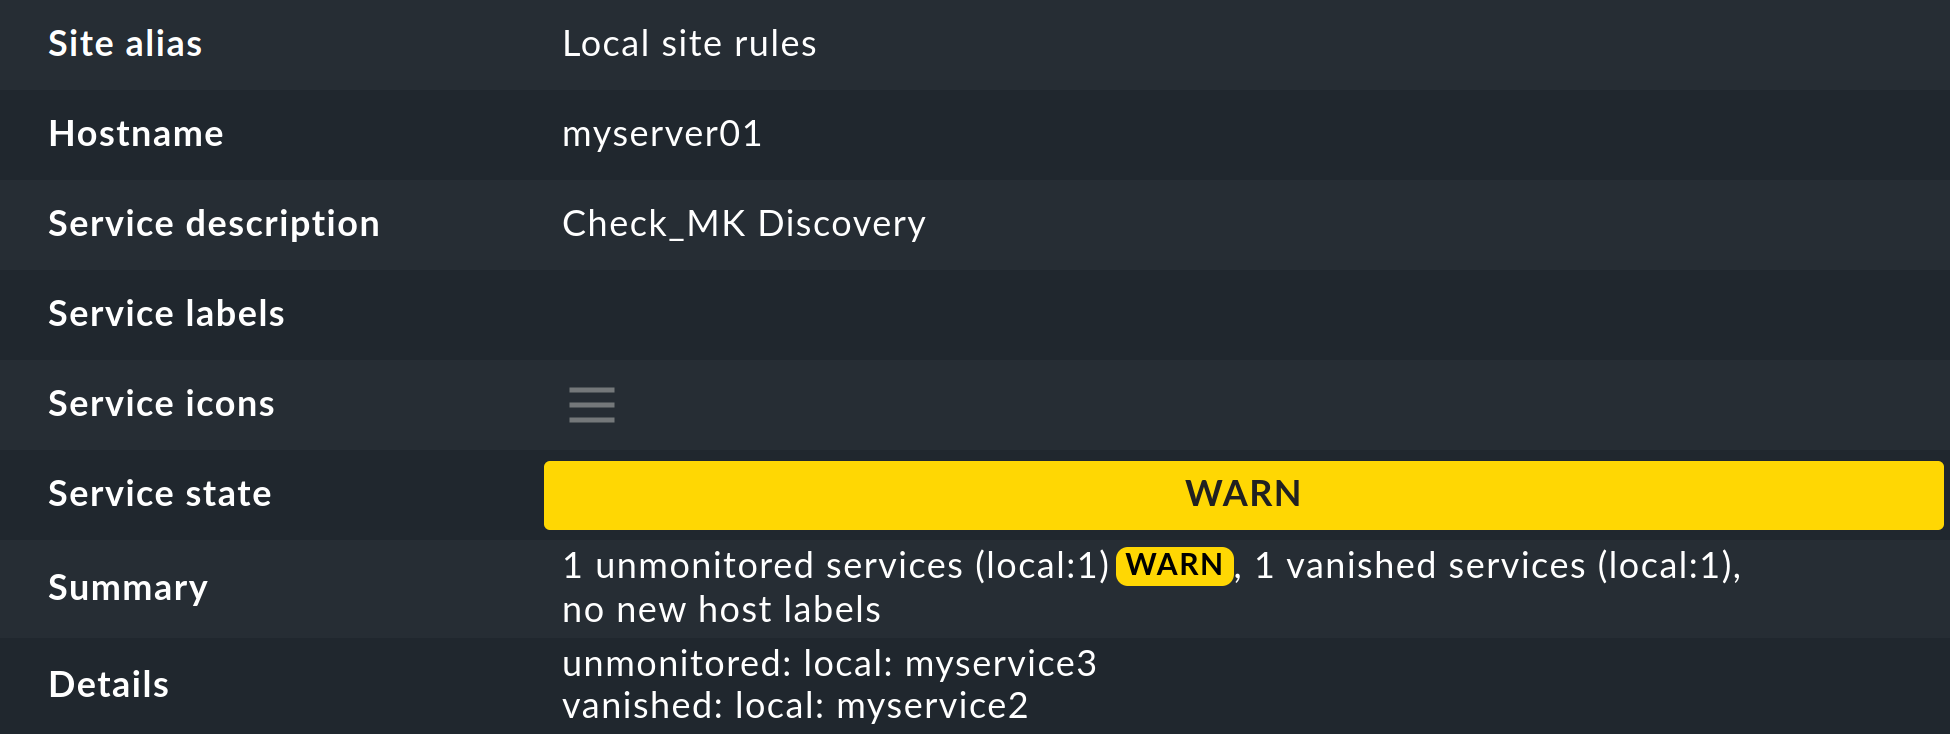 Site alias Local site rules
Hostname myserver01
Service description Check_MK Discovery
Service labels
Service icons
Service state WARN
Summary 1 unmonitored services (local:1) WARN, 1 vanished services (local:1),
no new host labels
Details unmonitored: local: myservice3
vanished: local: myservice2